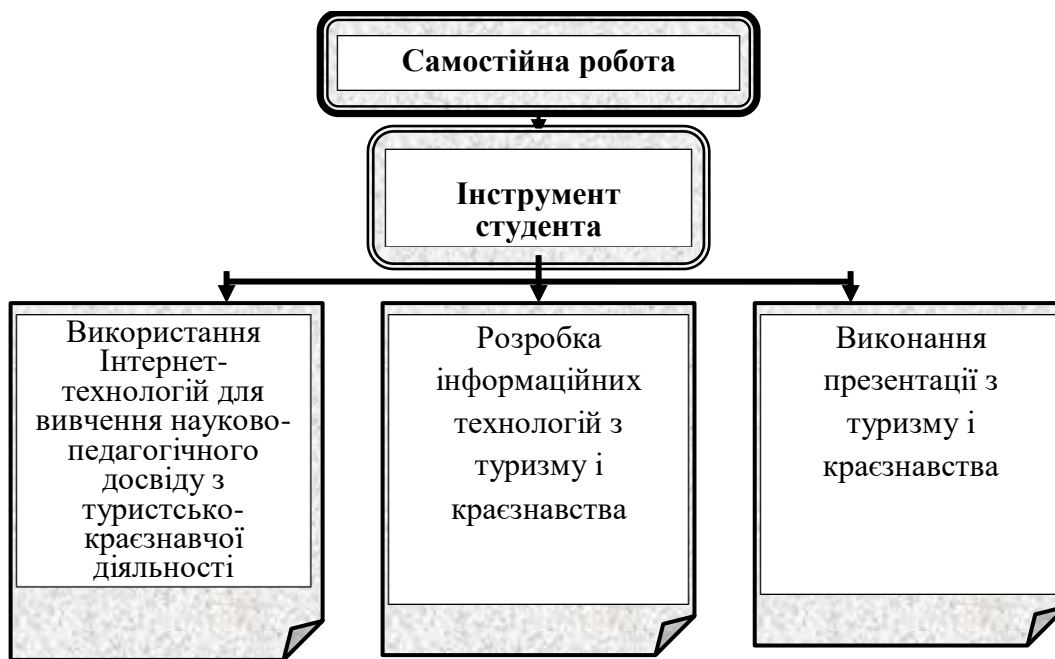 Самостійна робота
Інструмент
студента
Використання
Інтернет-
технологій для
вивчення науково-
педагогічного
досвіду з
туристсько-
краєзнавчої
діяльності
Розробка
інформаційних
технологій з
туризму і
краєзнавства
Виконання
презентації з
туризму і
краєзнавства